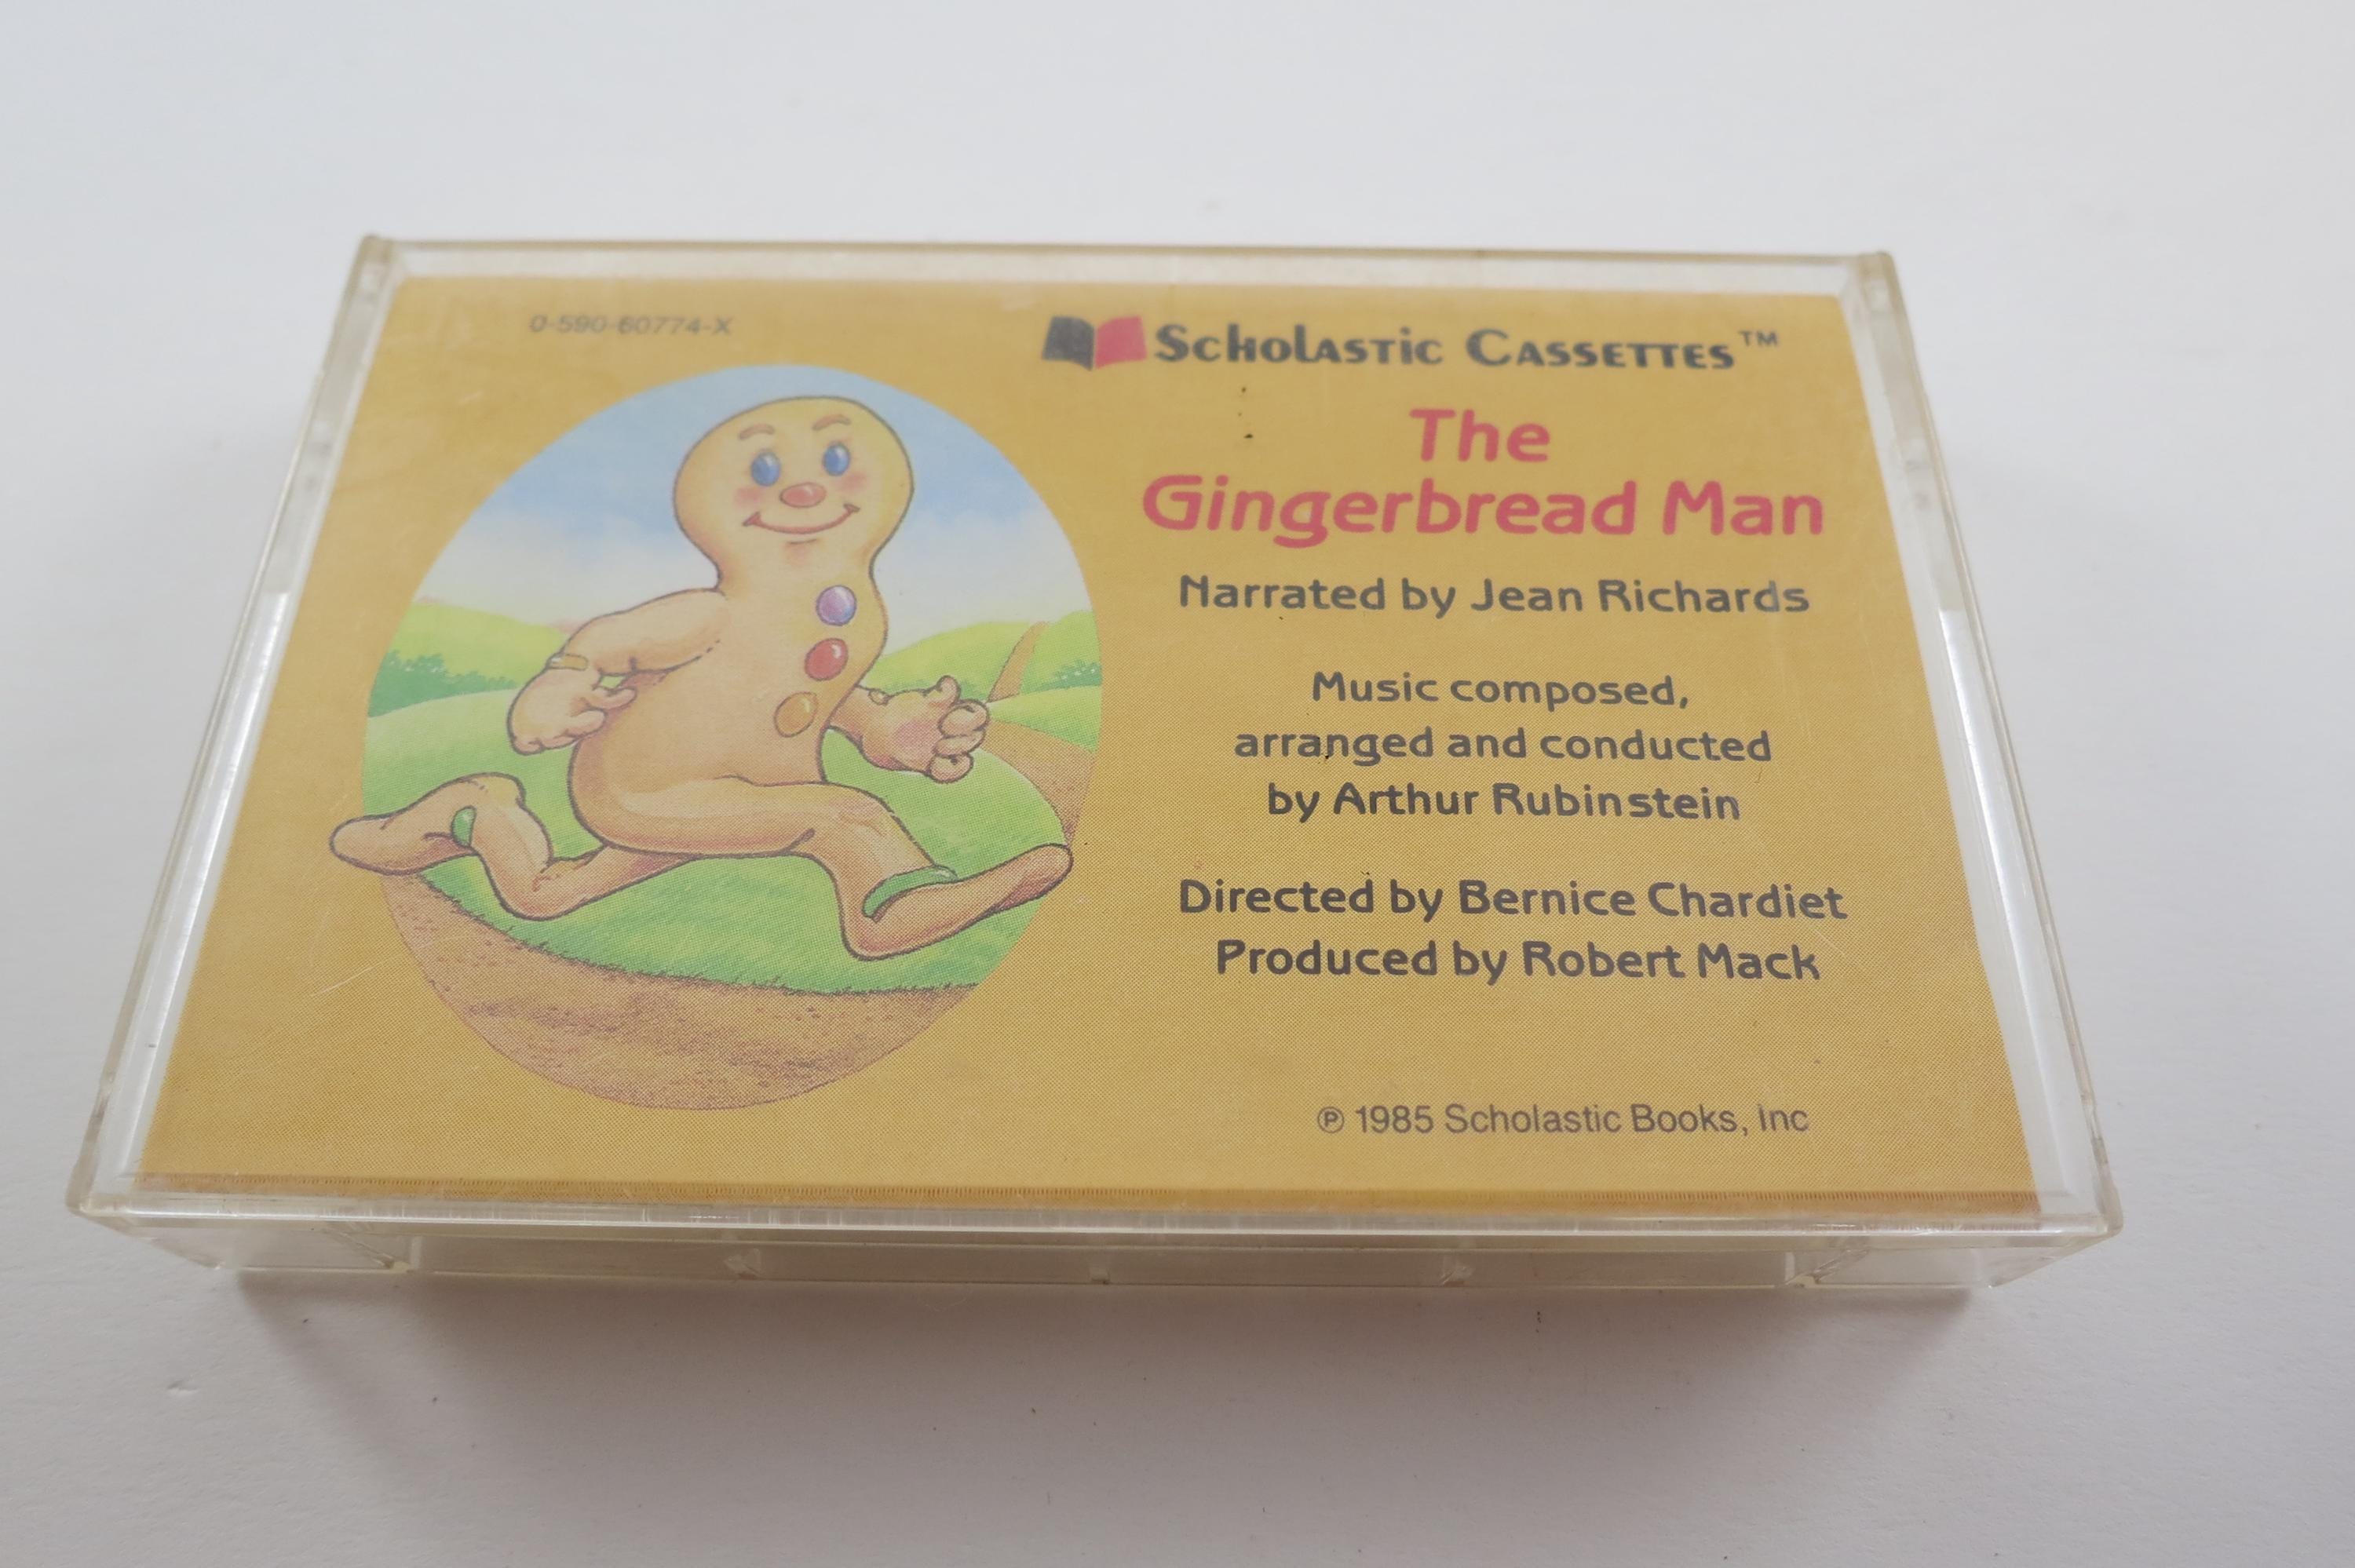 0-590-60774-X
Scholastic Cassettes™
The
Gingerbread Man
Narrated by Jean Richards
Music composed,
arranged and conducted
by Arthur Rubinstein
Directed by Bernice Chardiet
Produced by Robert Mack
℗ 1985 Scholastic Books, Inc